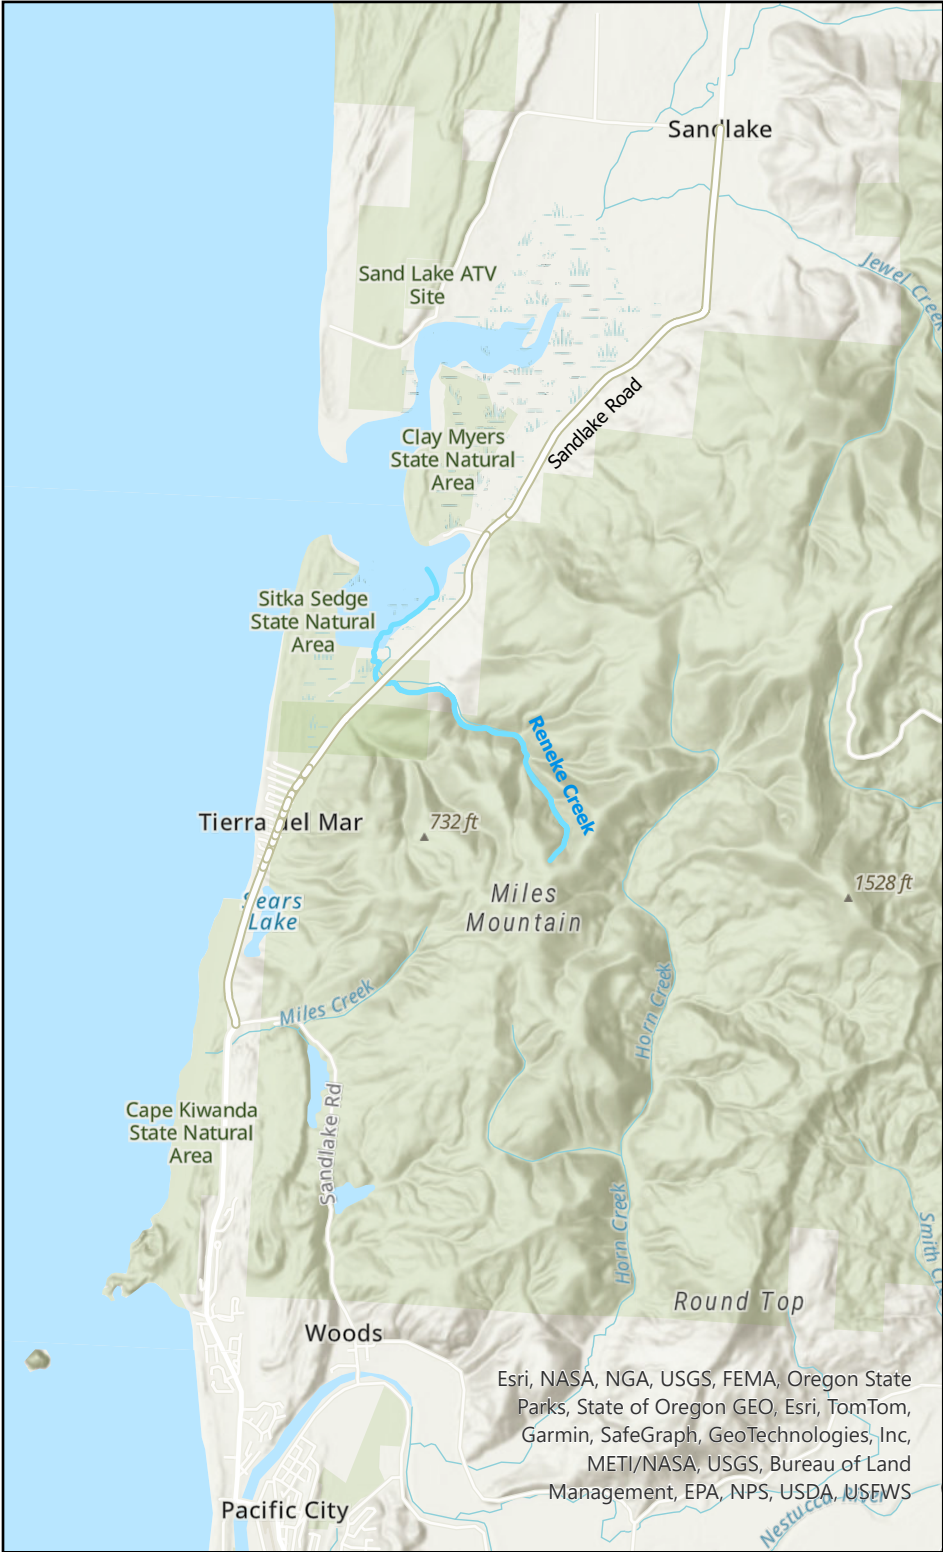 Sandlake
Jewel Creek
Sand Lake ATV
Site
Sandlake Road
Clay Myers
State Natural
Area
Sitka Sedge
State Natural
Area
Reneke Creek
Tierra del Mar
732 ft
1528 ft
Miles
Mountain
Sears
Lake
Horn Creek
Miles Creek
Sandlake Rd
Cape Kiwanda
State Natural
Area
Horn Creek
Smith C
Round Top
Woods
Esri, NASA, NGA, USGS, FEMA, Oregon State
Parks, State of Oregon GEO, Esri, TomTom,
Garmin, SafeGraph, GeoTechnologies, Inc,
METI/NASA, USGS, Bureau of Land
Management, EPA, NPS, USDA, USFWS
Pacific City
Nestucca River